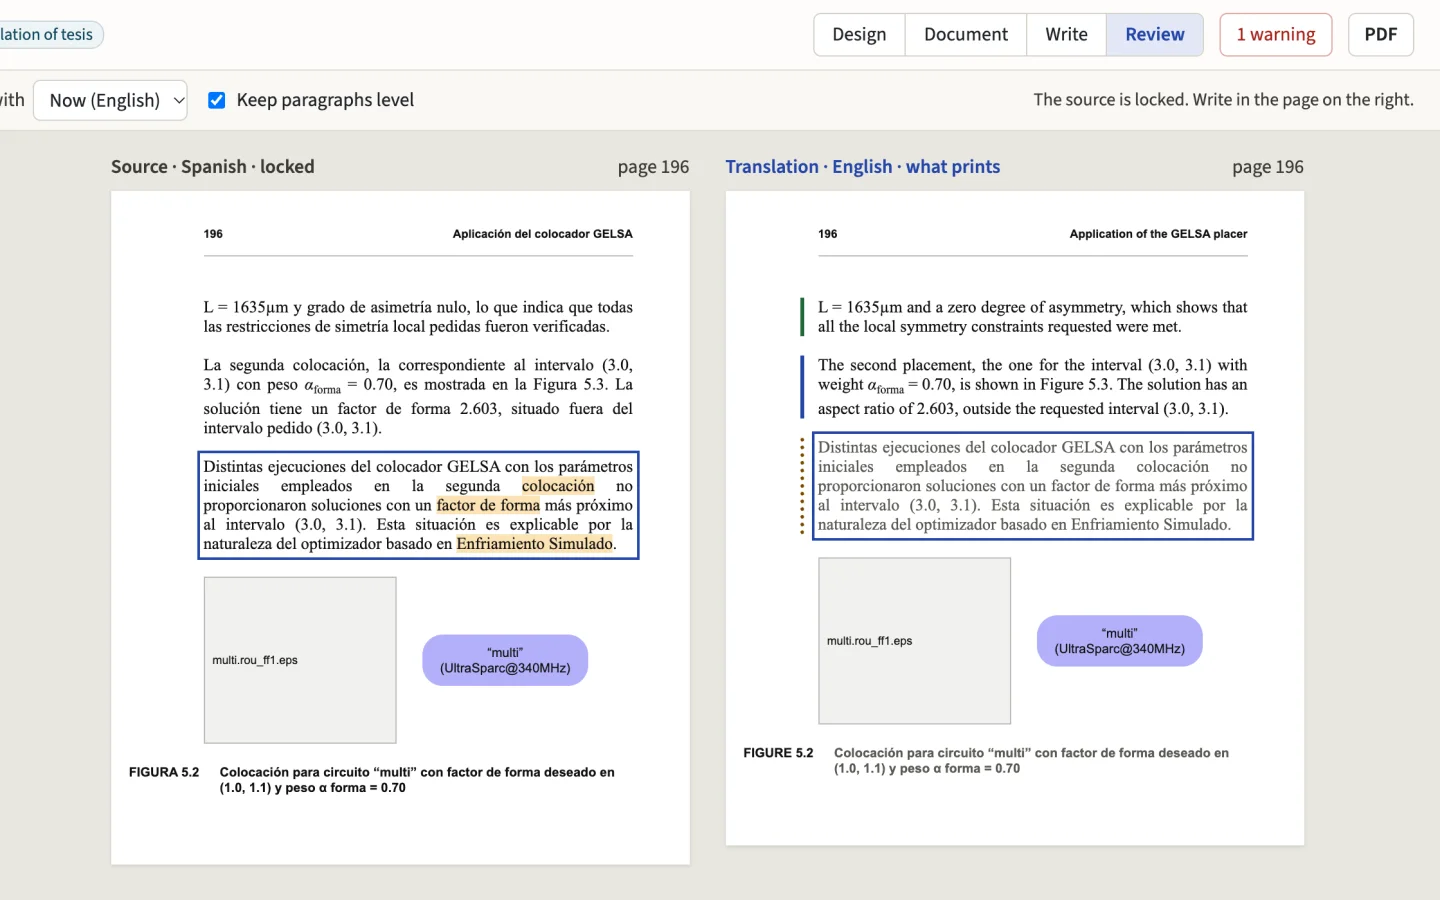 lation of tesis
Design
Document
Write
Review
1 warning
PDF
Now (English)
Keep paragraphs level
The source is locked. Write in the page on the right.
Source · Spanish · locked
page 196
196
Aplicación del colocador GELSA
L = 1635µm y grado de asimetría nulo, lo que indica que todas
las restricciones de simetría local pedidas fueron verificadas.
La segunda colocación, la correspondiente al intervalo (3.0,
3.1) con peso αforma = 0.70, es mostrada en la Figura 5.3. La
solución tiene un factor de forma 2.603, situado fuera del
intervalo pedido (3.0, 3.1).
Distintas ejecuciones del colocador GELSA con los parámetros
iniciales empleados en la segunda colocación no
proporcionaron soluciones con un factor de forma más próximo
al intervalo (3.0, 3.1). Esta situación es explicable por la
naturaleza del optimizador basado en Enfriamiento Simulado.
multi.rou_ff1.eps
“multi”
(UltraSparc@340MHz)
FIGURA 5.2
Colocación para circuito “multi” con factor de forma deseado en
(1.0, 1.1) y peso α forma = 0.70
Translation · English · what prints
page 196
196
Application of the GELSA placer
L = 1635µm and a zero degree of asymmetry, which shows that
all the local symmetry constraints requested were met.
The second placement, the one for the interval (3.0, 3.1) with
weight αforma = 0.70, is shown in Figure 5.3. The solution has an
aspect ratio of 2.603, outside the requested interval (3.0, 3.1).
Distintas ejecuciones del colocador GELSA con los parámetros
iniciales empleados en la segunda colocación no
proporcionaron soluciones con un factor de forma más próximo
al intervalo (3.0, 3.1). Esta situación es explicable por la
naturaleza del optimizador basado en Enfriamiento Simulado.
multi.rou_ff1.eps
“multi”
(UltraSparc@340MHz)
FIGURE 5.2
Colocación para circuito “multi” con factor de forma deseado en
(1.0, 1.1) y peso α forma = 0.70